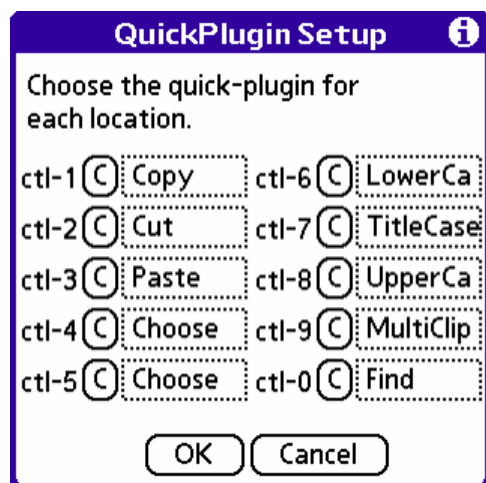 QuickPlugin Setup i
Choose the quick-plugin for
each location.
ctl-1 C Copy ctl-6 C LowerCa
ctl-2 C Cut ctl-7 C TitleCase
ctl-3 C Paste ctl-8 C UpperCa
ctl-4 C Choose ctl-9 C MultiClip
ctl-5 C Choose ctl-0 C Find
OK Cancel